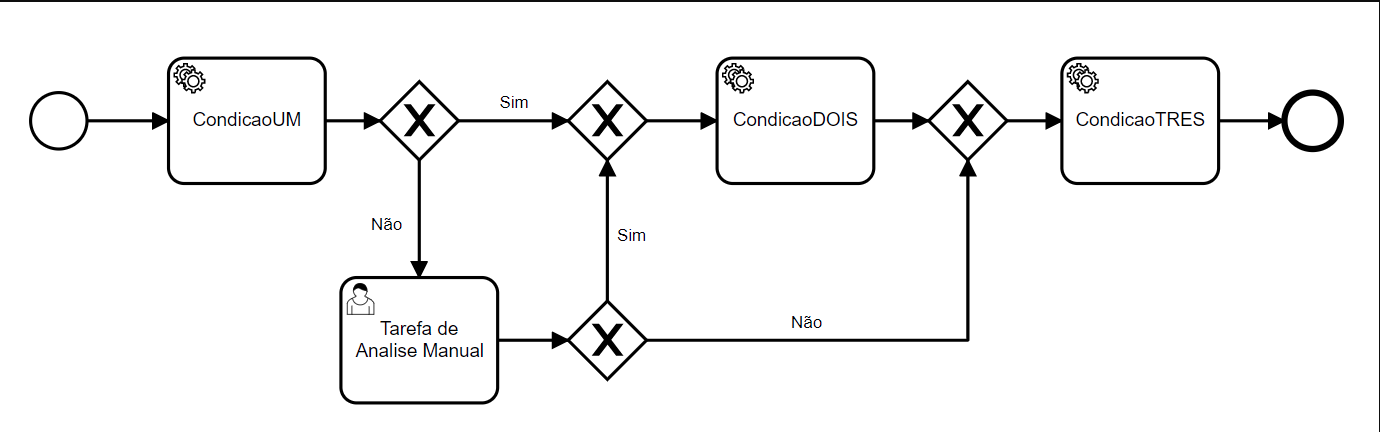 CondicaoUM
Sim
CondicaoDOIS
CondicaoTRES
Não
Sim
Tarefa de
Analise Manual
Não